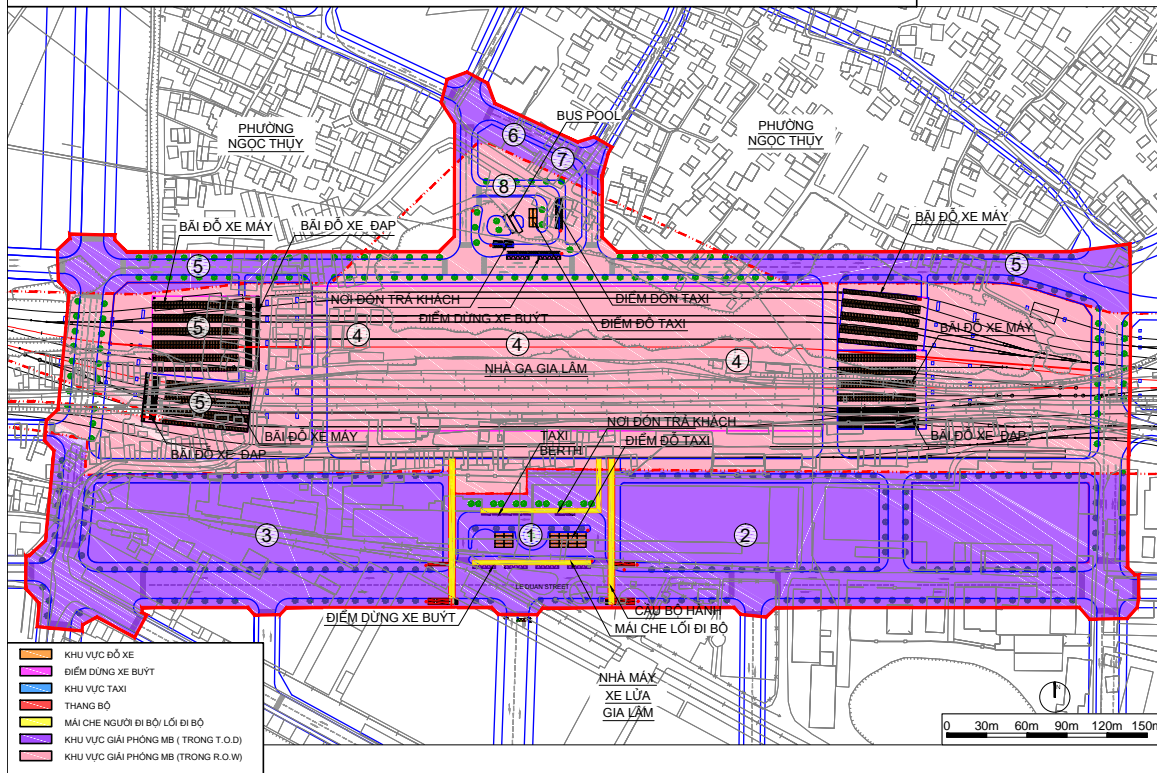 BUS POOL
PHƯỜNG
NGỌC THỤY
6
PHƯỜNG
NGỌC THỤY
7
8
BÃI ĐỖ XE MÁY
BÃI ĐỖ XE ĐẠP
BÃI ĐỖ XE MÁY
5
5
NƠI ĐÓN TRẢ KHÁCH
ĐIỂM ĐÓN TAXI
ĐIỂM DỪNG XE BUÝT
ĐIỂM ĐỖ TAXI
BÃI ĐỖ XE MÁY
5
4
4
4
NHÀ GA GIA LÂM
5
NƠI ĐÓN TRẢ KHÁCH
BÃI ĐỖ XE MÁY
TAXI
BERTH
ĐIỂM ĐỖ TAXI
BÃI ĐỖ XE ĐẠP
BÃI ĐỖ XE ĐẠP
3
1
2
LE DUAN STREET
ĐIỂM DỪNG XE BUÝT
CẦU BỘ HÀNH
MÁI CHE LỐI ĐI BỘ
NHÀ MÁY
XE LỬA
GIA LÂM
N
0 30m 60m 90m 120m 150m
KHU VỰC ĐỖ XE
ĐIỂM DỪNG XE BUÝT
KHU VỰC TAXI
THANG BỘ
MÁI CHE NGƯỜI ĐI BỘ/ LỐI ĐI BỘ
KHU VỰC GIẢI PHÓNG MB ( TRONG T.O.D)
KHU VỰC GIẢI PHÓNG MB (TRONG R.O.W)